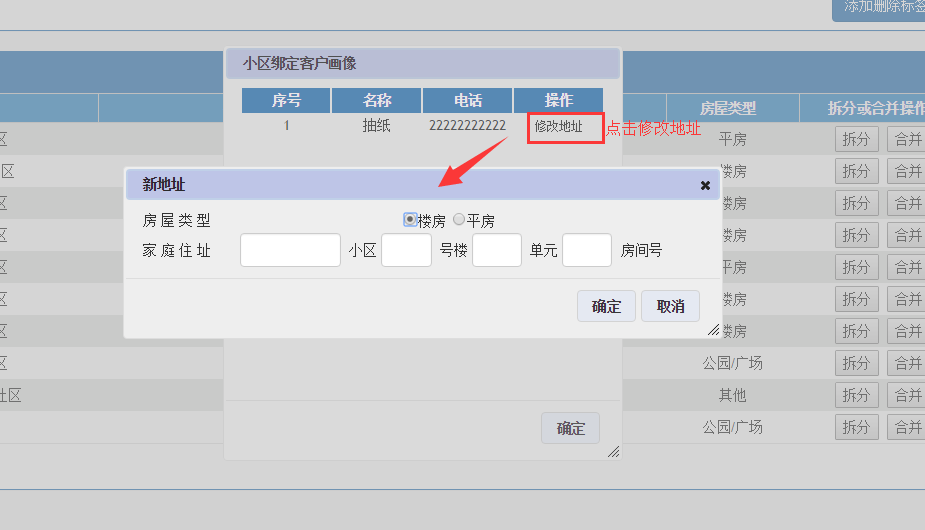 添加删除标签
小区绑定客户画像
序号 名称 电话 操作
房屋类型 拆分或合并操作
1 抽纸 22222222222 修改地址 点击修改地址
区 平房 拆分 合并
区 楼房 拆分 合并
新地址
区 楼房 拆分 合并
房屋类型 楼房 平房
区 楼房 拆分 合并
家庭住址 小区 号楼 单元 房间号
区 平房 拆分 合并
区 楼房 拆分 合并
确定 取消
区 楼房 拆分 合并
区 公园/广场 拆分 合并
社区 其他 拆分 合并
公园/广场 拆分 合并
确定